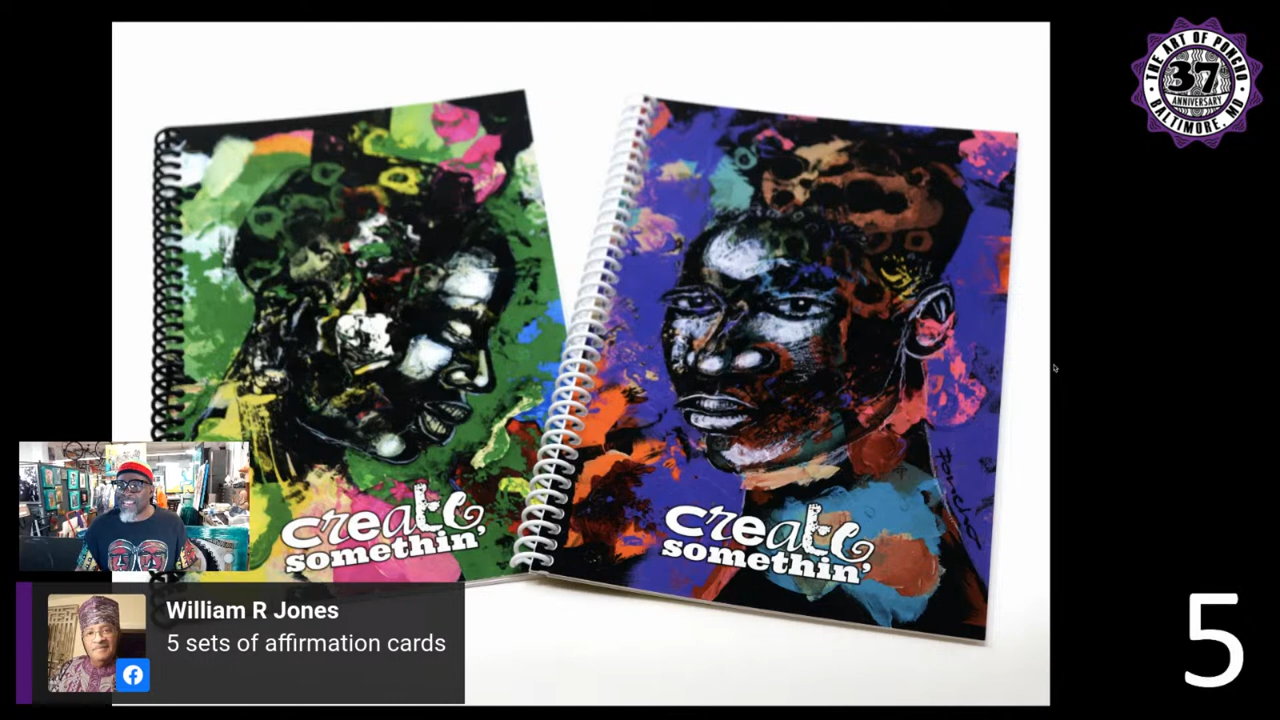 THE ART OF PONCHO
37
ANNIVERSARY
BALTIMORE, MD
create
somethin'
create
somethin'
Poncho
William R Jones
5 sets of affirmation cards
5